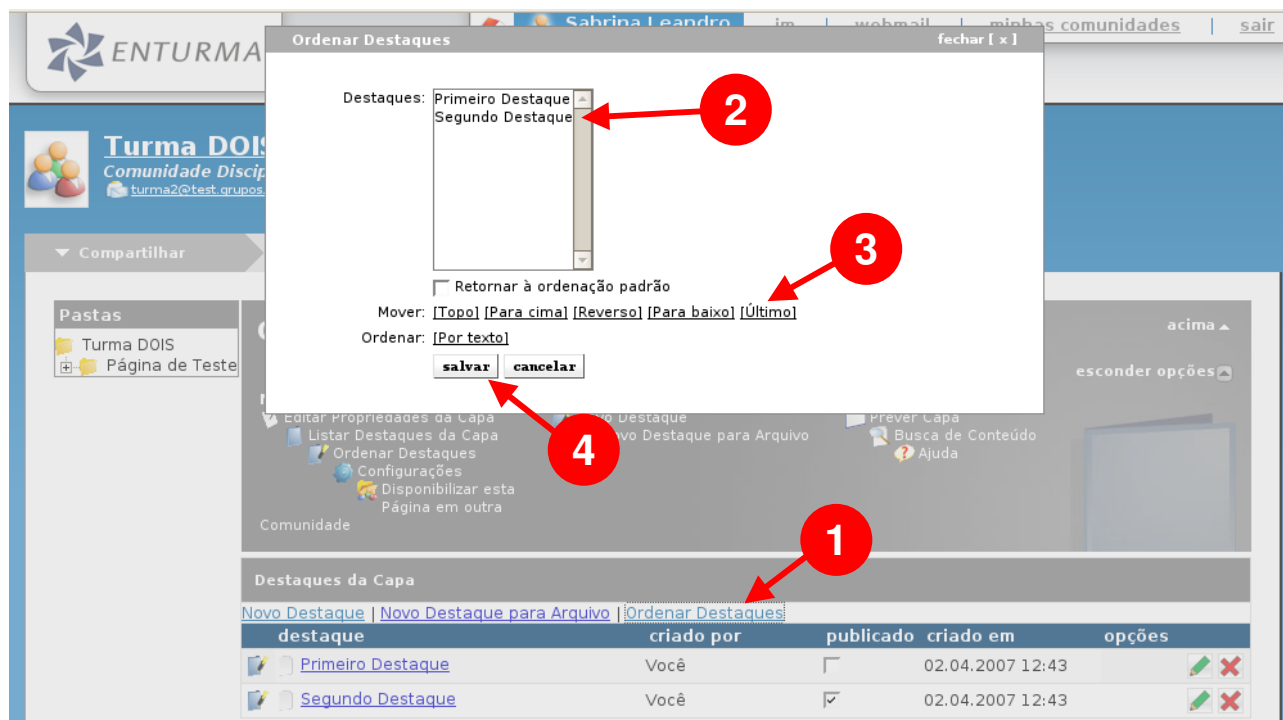 Sabrina Leandro im | webmail | minhas comunidades | sair
ENTURMA
Ordenar Destaques fechar [ x ]
Destaques: Primeiro Destaque
Segundo Destaque
2
Turma DOIS
Comunidade Discip
turma2@test.grupos.
3
Compartilhar
Retornar à ordenação padrão
Mover: [Topo] [Para cima] [Reverso] [Para baixo] [Último]
Ordenar: [Por texto]
salvar cancelar
Pastas
Turma DOIS
Página de Teste
acima
esconder opções
Editar Propriedades da Capa
Destaque
Prever Capa
Listar Destaques da Capa
Destaque para Arquivo
Busca de Conteúdo
Ordenar Destaques
4
Ajuda
Configurações
Disponibilizar esta
Página em outra
Comunidade
1
Destaques da Capa
Novo Destaque | Novo Destaque para Arquivo | Ordenar Destaques
destaque criado por publicado criado em opções
Primeiro Destaque Você 02.04.2007 12:43
Segundo Destaque Você 02.04.2007 12:43